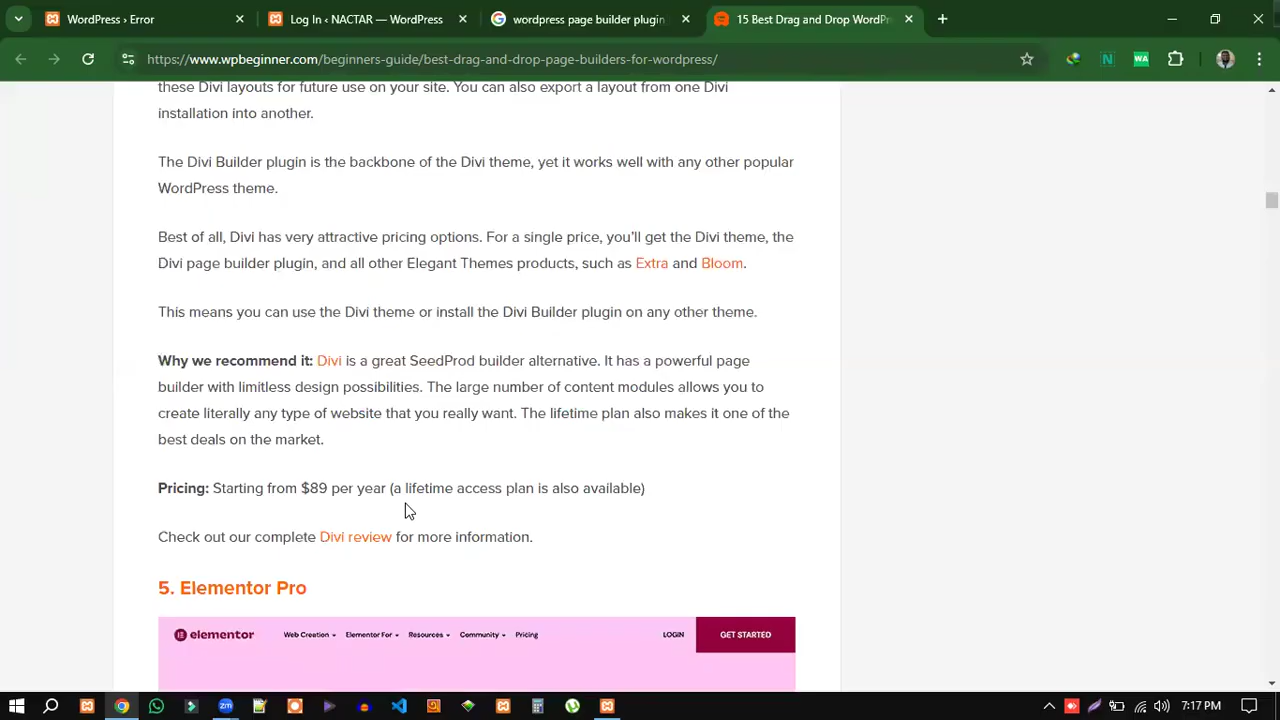 WordPress › Error
Log In ‹ NACTAR — WordPress
wordpress page builder plugin
15 Best Drag and Drop WordPr
https://www.wpbeginner.com/beginners-guide/best-drag-and-drop-page-builders-for-wordpress/
these Divi layouts for future use on your site. You can also export a layout from one Divi
installation into another.
The Divi Builder plugin is the backbone of the Divi theme, yet it works well with any other popular
WordPress theme.
Best of all, Divi has very attractive pricing options. For a single price, you’ll get the Divi theme, the
Divi page builder plugin, and all other Elegant Themes products, such as Extra and Bloom.
This means you can use the Divi theme or install the Divi Builder plugin on any other theme.
Why we recommend it: Divi is a great SeedProd builder alternative. It has a powerful page
builder with limitless design possibilities. The large number of content modules allows you to
create literally any type of website that you really want. The lifetime plan also makes it one of the
best deals on the market.
Pricing: Starting from $89 per year (a lifetime access plan is also available)
Check out our complete Divi review for more information.
5. Elementor Pro
elementor Web Creation Elementor For Resources Community Pricing LOGIN GET STARTED
7:17 PM